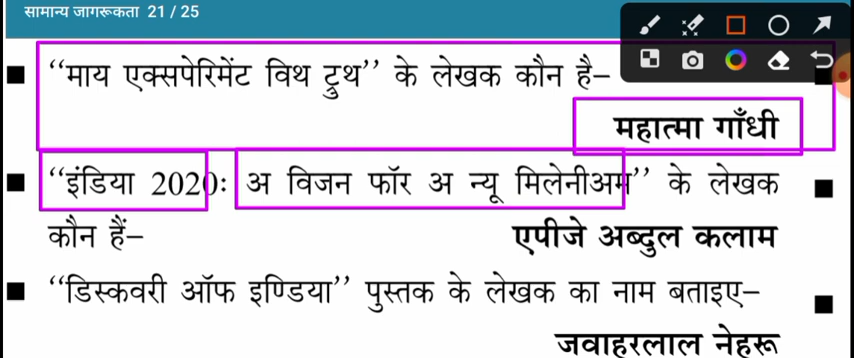 सामान्य जागरूकता 21 / 25
■ “माय एक्सपेरिमेंट विथ ट्रुथ” के लेखक कौन है–
महात्मा गाँधी
■ “इंडिया 2020: अ विजन फॉर अ न्यू मिलेनीअम” के लेखक
कौन हैं–
एपीजे अब्दुल कलाम
■ “डिस्कवरी ऑफ इण्डिया” पुस्तक के लेखक का नाम बताइए–
जवाहरलाल नेहरू